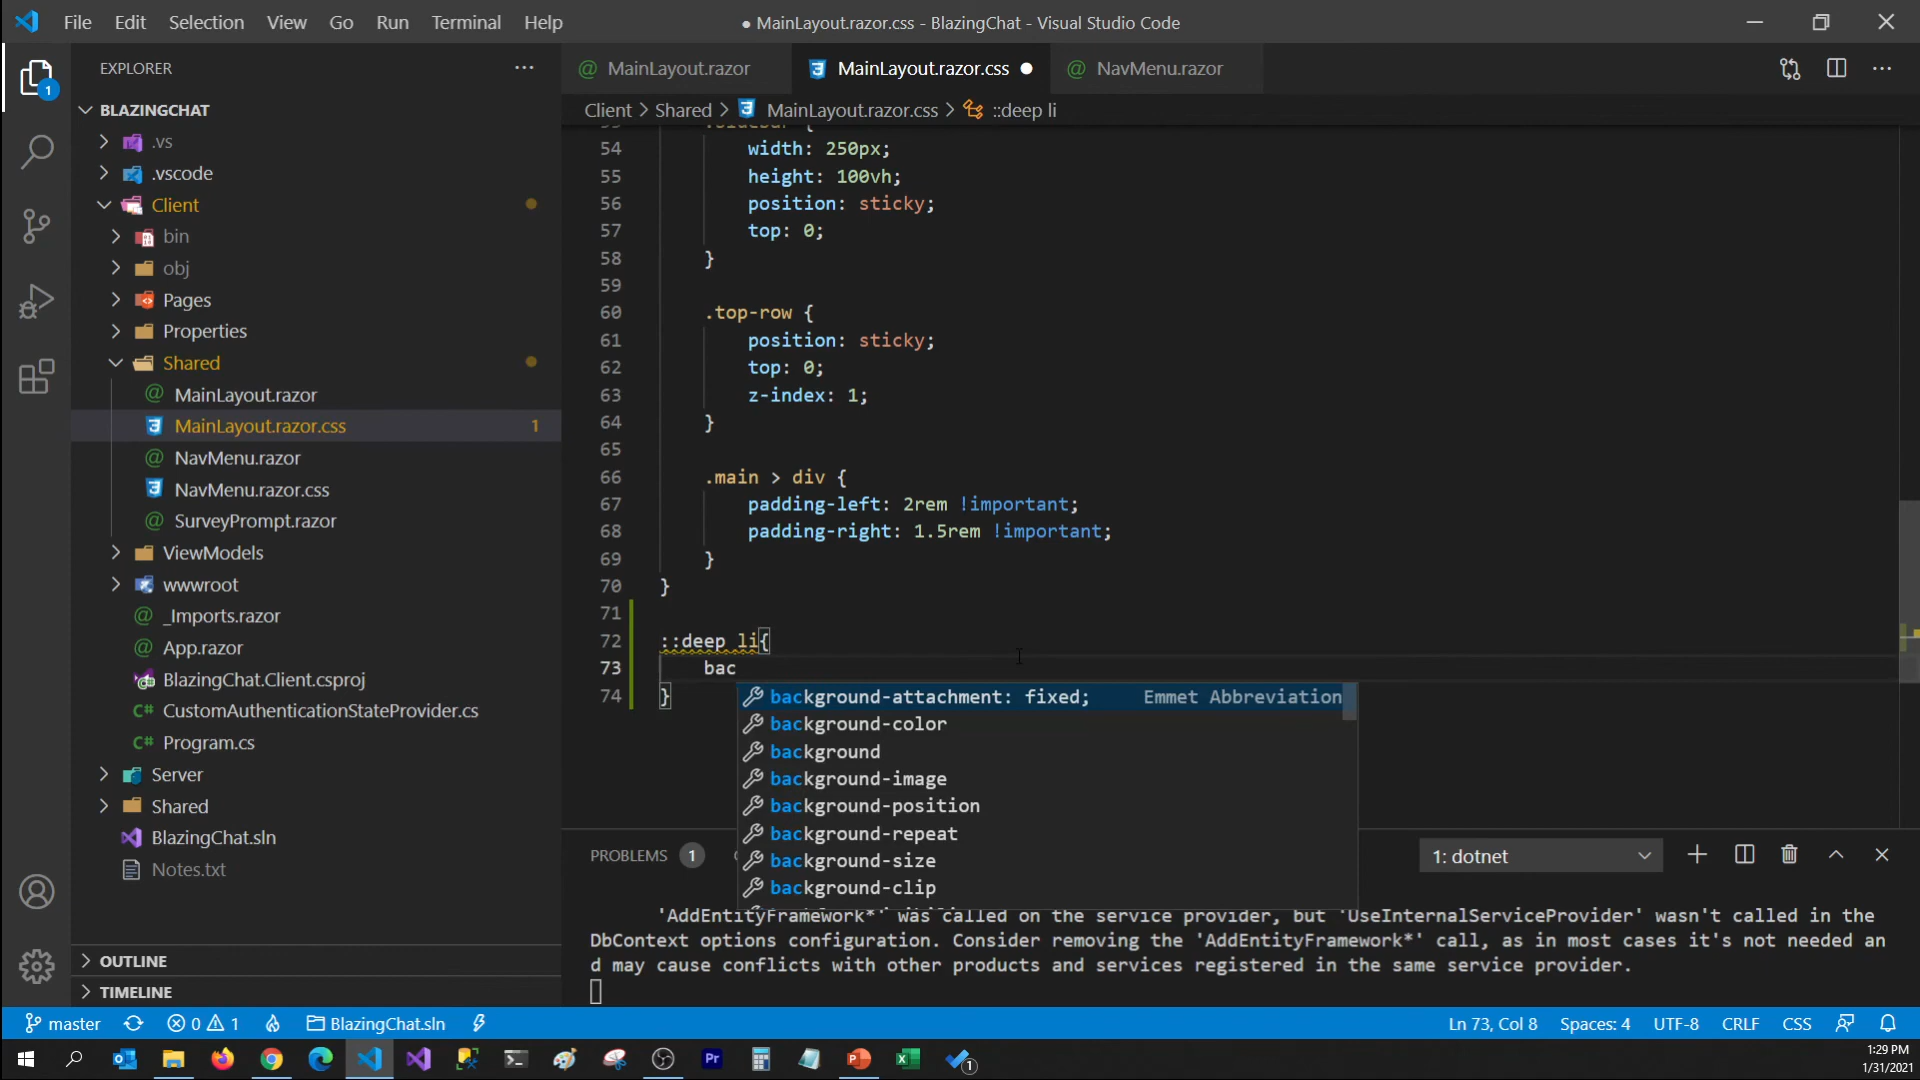 File Edit Selection View Go Run Terminal Help
● MainLayout.razor.css - BlazingChat - Visual Studio Code
EXPLORER
BLAZINGCHAT
.vs
.vscode
Client
bin
obj
Pages
Properties
Shared
MainLayout.razor
MainLayout.razor.css 1
NavMenu.razor
NavMenu.razor.css
SurveyPrompt.razor
ViewModels
wwwroot
_Imports.razor
App.razor
BlazingChat.Client.csproj
CustomAuthenticationStateProvider.cs
Program.cs
Server
Shared
BlazingChat.sln
Notes.txt
OUTLINE
TIMELINE
1
MainLayout.razor MainLayout.razor.css NavMenu.razor
Client > Shared > MainLayout.razor.css > ::deep li
54 width: 250px;
55 height: 100vh;
56 position: sticky;
57 top: 0;
58 }
59
60 .top-row {
61 position: sticky;
62 top: 0;
63 z-index: 1;
64 }
65
66 .main > div {
67 padding-left: 2rem !important;
68 padding-right: 1.5rem !important;
69 }
70 }
71
72 ::deep li{
73 bac
74 }
background-attachment: fixed; Emmet Abbreviation
background-color
background
background-image
background-position
background-repeat
background-size
background-clip
PROBLEMS 1
1: dotnet
'AddEntityFramework*' was called on the service provider, but 'UseInternalServiceProvider' wasn't called in the
DbContext options configuration. Consider removing the 'AddEntityFramework*' call, as in most cases it's not needed an
d may cause conflicts with other products and services registered in the same service provider.
master 0 1 BlazingChat.sln Ln 73, Col 8 Spaces: 4 UTF-8 CRLF CSS
Pr
1
1:29 PM
1/31/2021